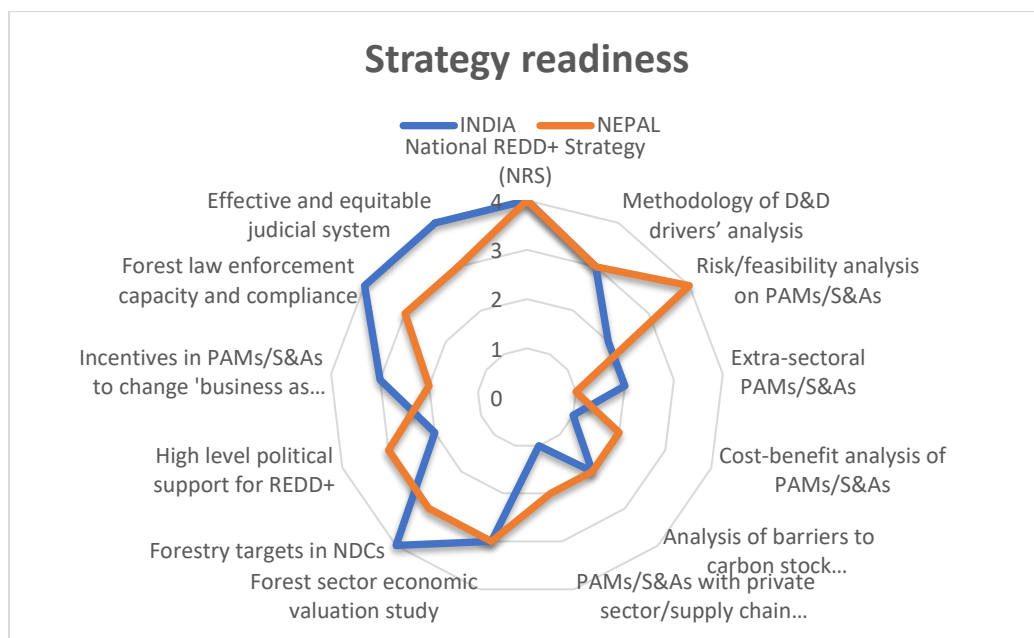 Strategy readiness
INDIA
NEPAL
National REDD+ Strategy
(NRS)
Methodology of D&D
drivers’ analysis
Risk/feasibility analysis
on PAMs/S&As
Extra-sectoral
PAMs/S&As
Cost-benefit analysis of
PAMs/S&As
Analysis of barriers to
carbon stock…
PAMs/S&As with private
sector/supply chain…
Forest sector economic
valuation study
Forestry targets in NDCs
High level political
support for REDD+
Incentives in PAMs/S&As
to change 'business as…
Forest law enforcement
capacity and compliance
Effective and equitable
judicial system
4
3
2
1
0